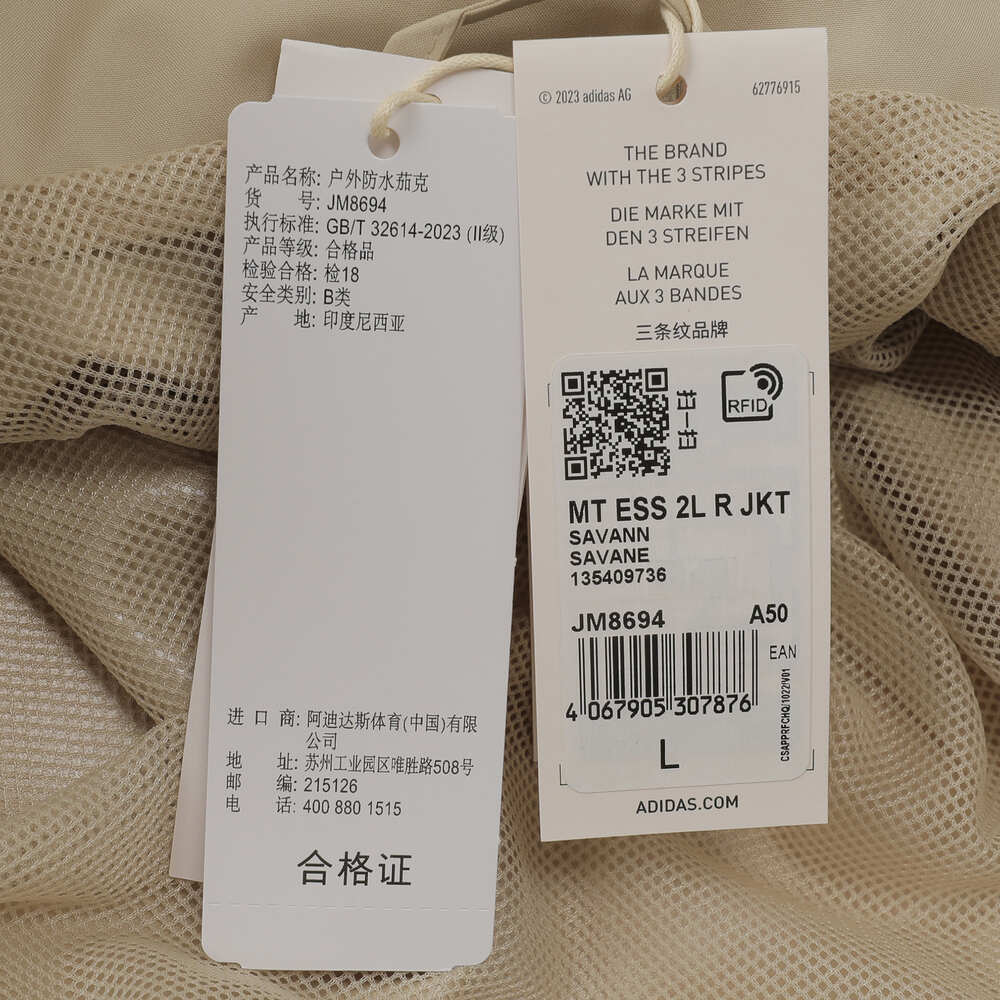 产品名称: 户外防水茄克
货 号: JM8694
执行标准: GB/T 32614-2023 (II级)
产品等级: 合格品
检验合格: 检18
安全类别: B类
产 地: 印度尼西亚
进 口 商: 阿迪达斯体育(中国)有限
公司
地 址: 苏州工业园区唯胜路508号
邮 编: 215126
电 话: 400 880 1515
合格证
© 2023 adidas AG
62776915
THE BRAND
WITH THE 3 STRIPES
DIE MARKE MIT
DEN 3 STREIFEN
LA MARQUE
AUX 3 BANDES
三条纹品牌
扫一扫
RFID
MT ESS 2L R JKT
SAVANN
SAVANE
135409736
JM8694 A50
EAN
4 067905 307876
CSAPPRFCHQ/1022/V01
L
ADIDAS.COM